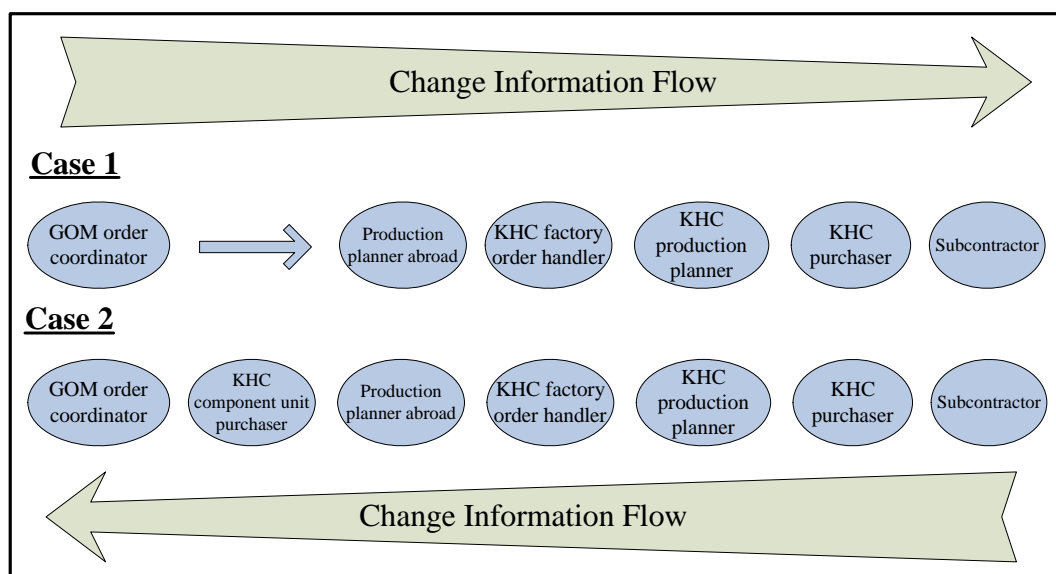 Change Information Flow
Case 1
GOM order
coordinator
Production
planner abroad
KHC factory
order handler
KHC
production
planner
KHC
purchaser
Subcontractor
Case 2
GOM order
coordinator
KHC
component unit
purchaser
Production
planner abroad
KHC factory
order handler
KHC
production
planner
KHC
purchaser
Subcontractor
Change Information Flow